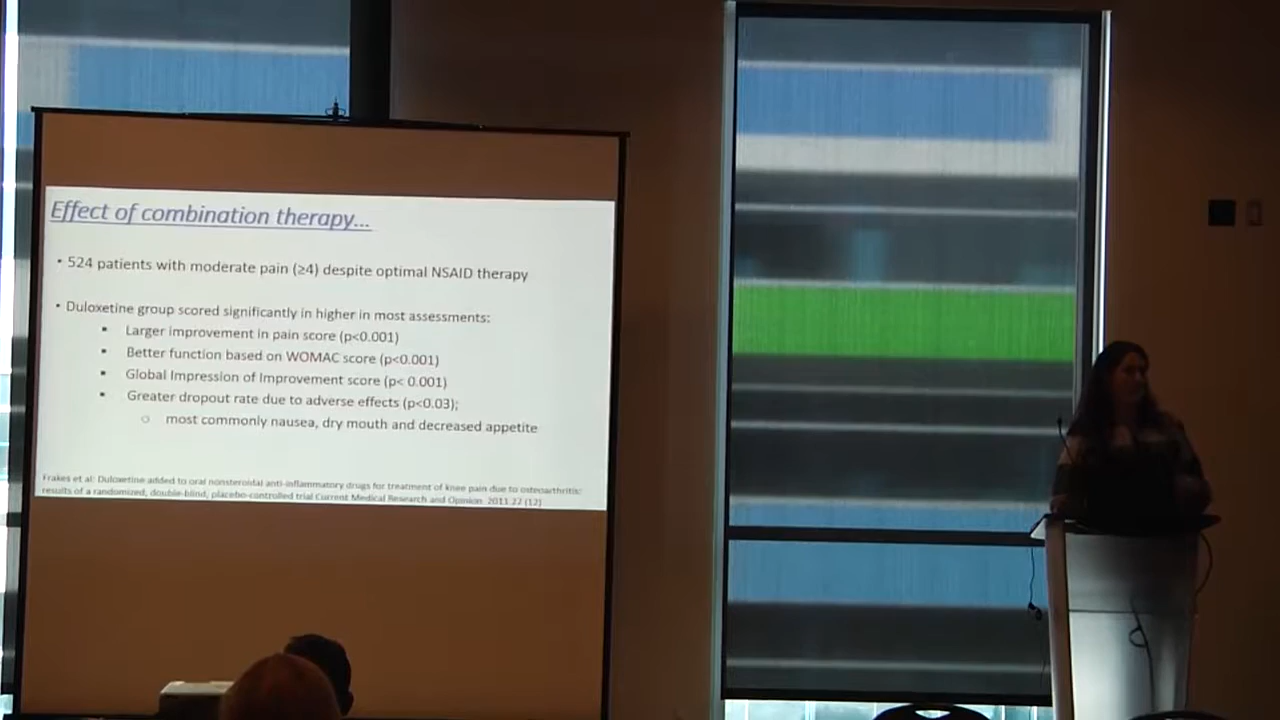 Effect of combination therapy...
• 524 patients with moderate pain (≥4) despite optimal NSAID therapy
• Duloxetine group scored significantly in higher in most assessments:
▪ Larger improvement in pain score (p<0.001)
▪ Better function based on WOMAC score (p<0.001)
▪ Global Impression of Improvement score (p< 0.001)
▪ Greater dropout rate due to adverse effects (p<0.03);
○ most commonly nausea, dry mouth and decreased appetite
Frakes et al: Duloxetine added to oral nonsteroidal anti-inflammatory drugs for treatment of knee pain due to osteoarthritis:
results of a randomized, double-blind, placebo-controlled trial Current Medical Research and Opinion. 2011 27 (12)